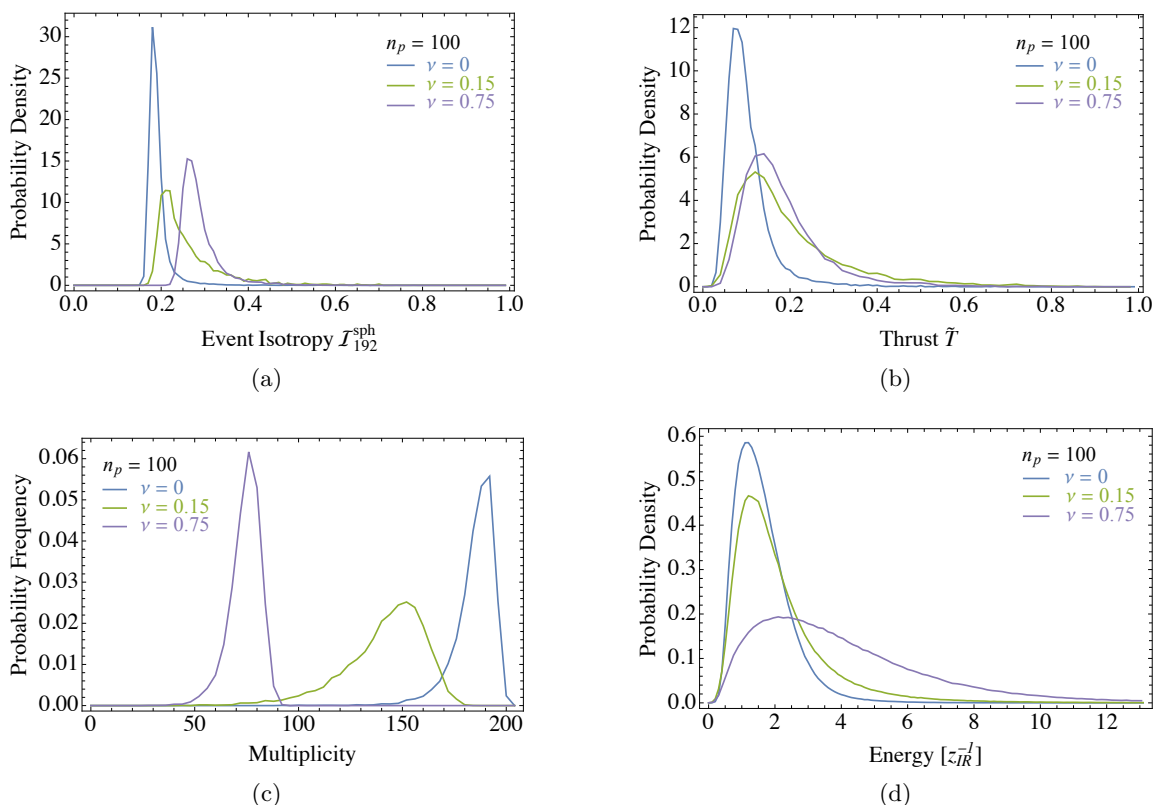 Probability Density
30
25
20
15
10
5
0
0.0 0.2 0.4 0.6 0.8 1.0
n_p = 100
ν = 0
ν = 0.15
ν = 0.75
Event Isotropy I^sph_192
(a)
Probability Density
12
10
8
6
4
2
0
0.0 0.2 0.4 0.6 0.8 1.0
n_p = 100
ν = 0
ν = 0.15
ν = 0.75
Thrust T̃
(b)
Probability Frequency
0.06
0.05
0.04
0.03
0.02
0.01
0.00
0 50 100 150 200
n_p = 100
ν = 0
ν = 0.15
ν = 0.75
Multiplicity
(c)
Probability Density
0.6
0.5
0.4
0.3
0.2
0.1
0.0
0 2 4 6 8 10 12
n_p = 100
ν = 0
ν = 0.15
ν = 0.75
Energy [z_IR^-1]
(d)